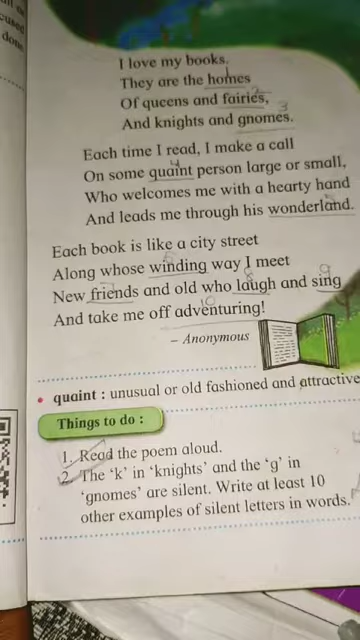 cused
done
I love my books.
They are the homes
Of queens and fairies,
And knights and gnomes.
Each time I read, I make a call
On some quaint person large or small,
Who welcomes me with a hearty hand
And leads me through his wonderland.
Each book is like a city street
Along whose winding way I meet
New friends and old who laugh and sing
And take me off adventuring!
– Anonymous
• quaint : unusual or old fashioned and attractive
Things to do :
1. Read the poem aloud.
2. The ‘k’ in ‘knights’ and the ‘g’ in
‘gnomes’ are silent. Write at least 10
other examples of silent letters in words.